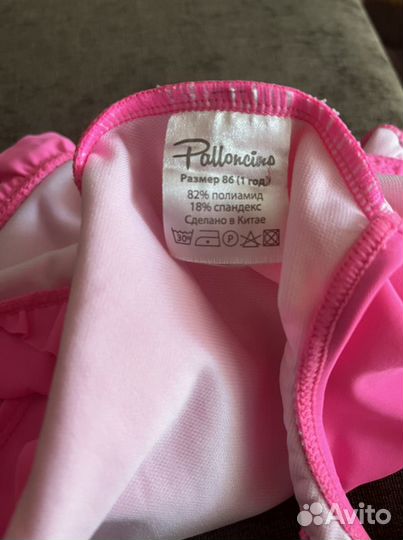 Palloncino
Размер 86 (1 год)
82% полиамид
18% спандекс
Сделано в Китае
30° P
Avito